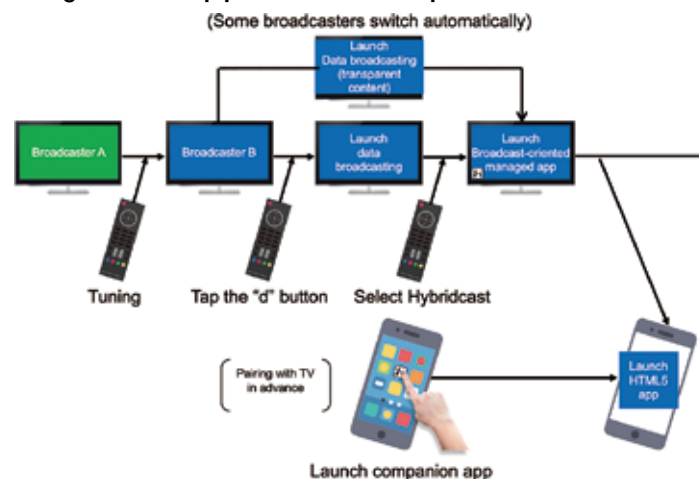 (Some broadcasters switch automatically)
Launch
Data broadcasting
(transparent
content)
Broadcaster A
Broadcaster B
Launch
data
broadcasting
Launch
Broadcast-oriented
managed app
Tuning
Tap the "d" button
Select Hybridcast
Pairing with TV
in advance
Launch
HTML5
app
Launch companion app